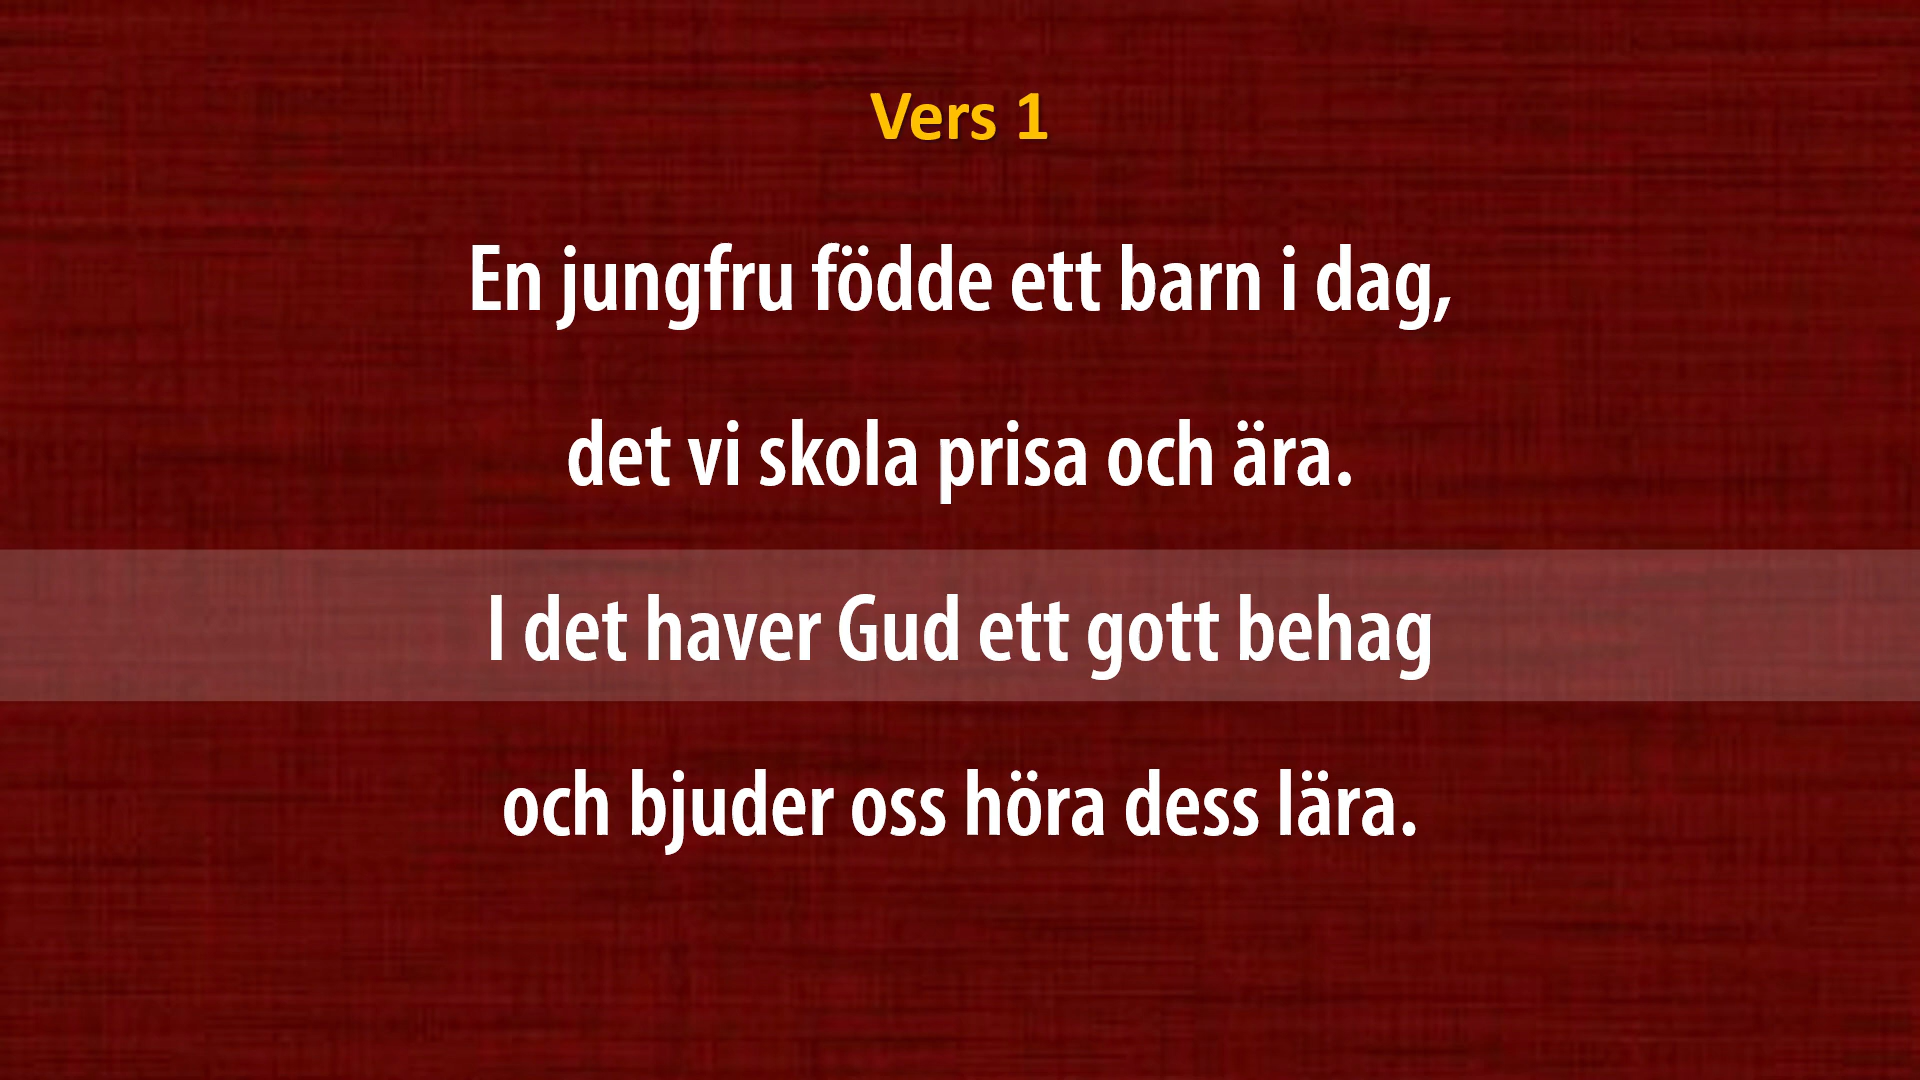 Vers 1
En jungfru födde ett barn i dag,
det vi skola prisa och ära.
I det haver Gud ett gott behag
och bjuder oss höra dess lära.